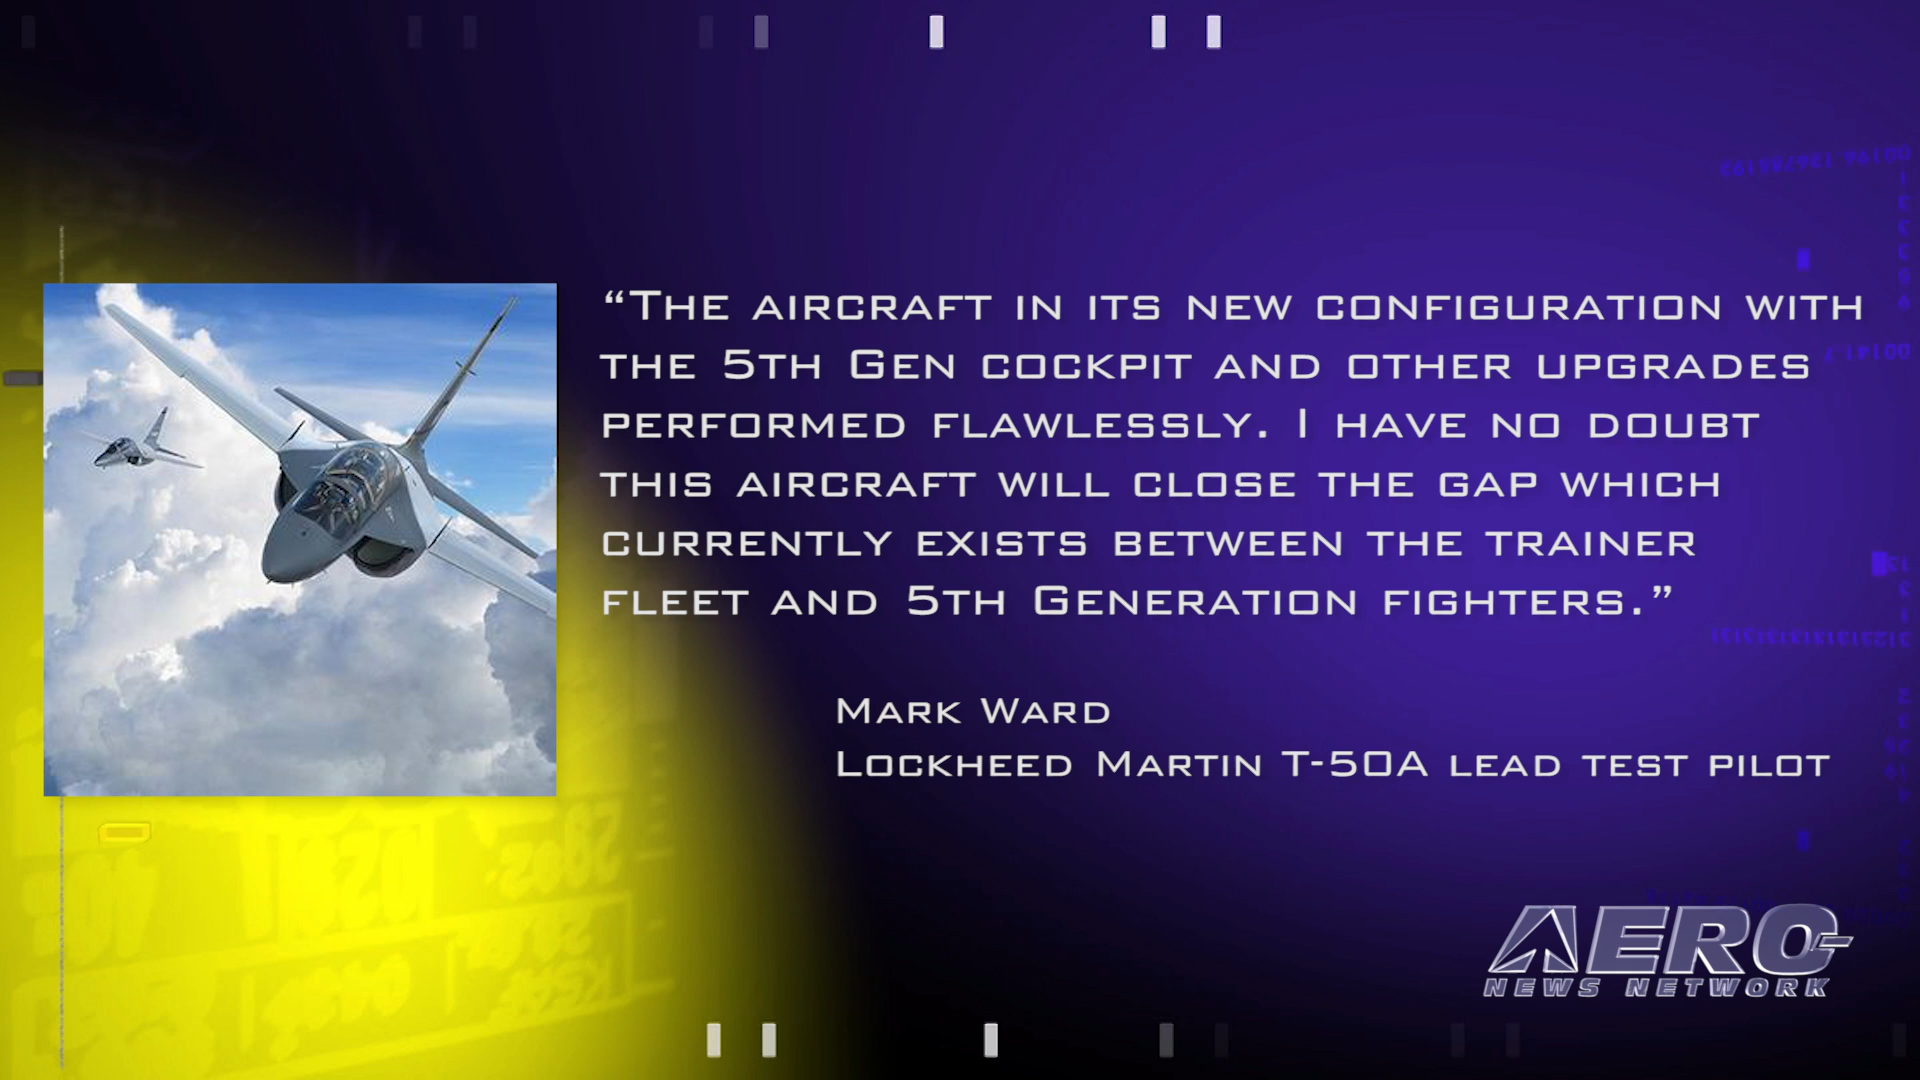 “The aircraft in its new configuration with
the 5th Gen cockpit and other upgrades
performed flawlessly. I have no doubt
this aircraft will close the gap which
currently exists between the trainer
fleet and 5th Generation fighters.”
Mark Ward
Lockheed Martin T-50A lead test pilot
AERO
NEWS NETWORK